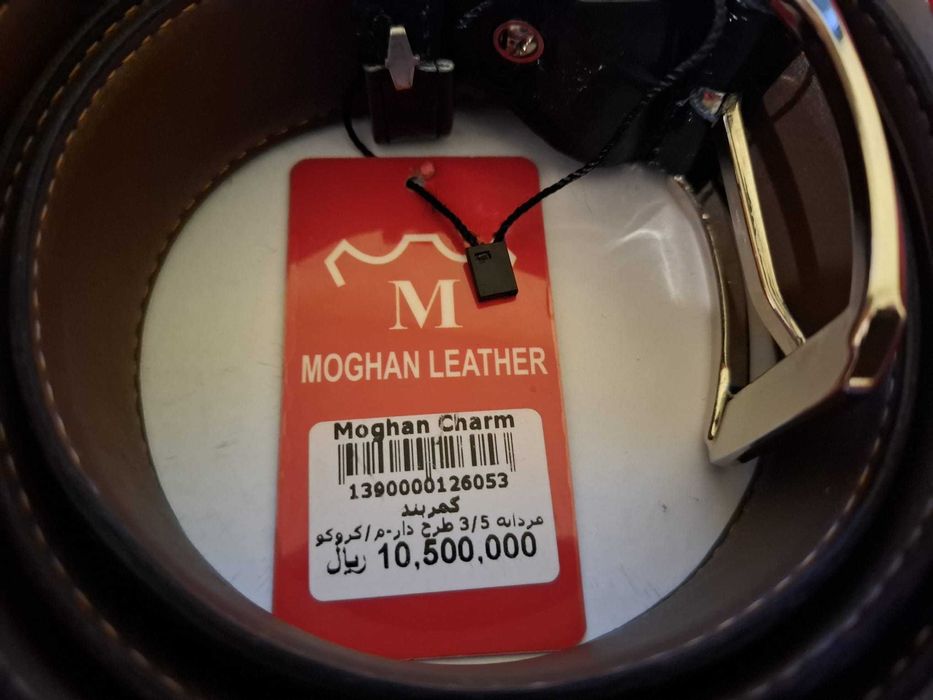 M
MOGHAN LEATHER
Moghan Charm
1390000126053
کمربند
مردانه 3/5 طرح دار-م/کروکو
10,500,000 ریال